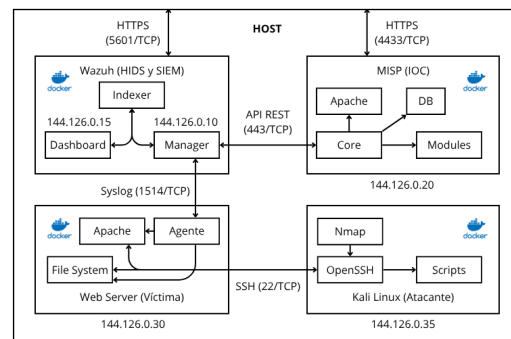 HTTPS
(5601/TCP)
HOST
HTTPS
(4433/TCP)
Wazuh (HIDS y SIEM)
docker
Indexer
144.126.0.15
144.126.0.10
Dashboard
Manager
API REST
(443/TCP)
MISP (IOC)
docker
Apache
DB
Core
Modules
144.126.0.20
Syslog (1514/TCP)
docker
Apache
Agente
File System
Web Server (Víctima)
144.126.0.30
SSH (22/TCP)
docker
Nmap
OpenSSH
Scripts
Kali Linux (Atacante)
144.126.0.35